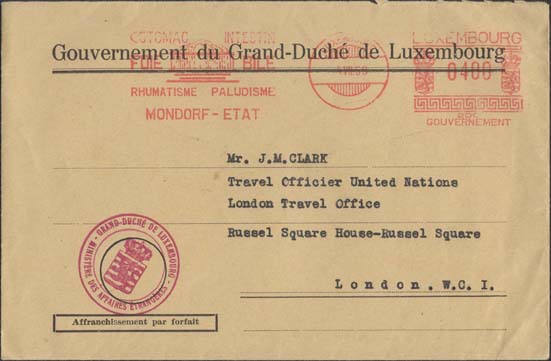 ESTOMAC INTESTIN
Gouvernement du Grand-Duché de Luxembourg
FOIE BILE
RHUMATISME PALUDISME
MONDORF-ETAT
LUXEMBOURG
0400
GOUVERNEMENT
Mr. J.M.CLARK
Travel Officier United Nations
London Travel Office
Russel Square House-Russel Square
London.W.C.I.
GRAND-DUCHÉ DE LUXEMBOURG
MINISTÈRE DES AFFAIRES ÉTRANGÈRES
Affranchissement par forfait